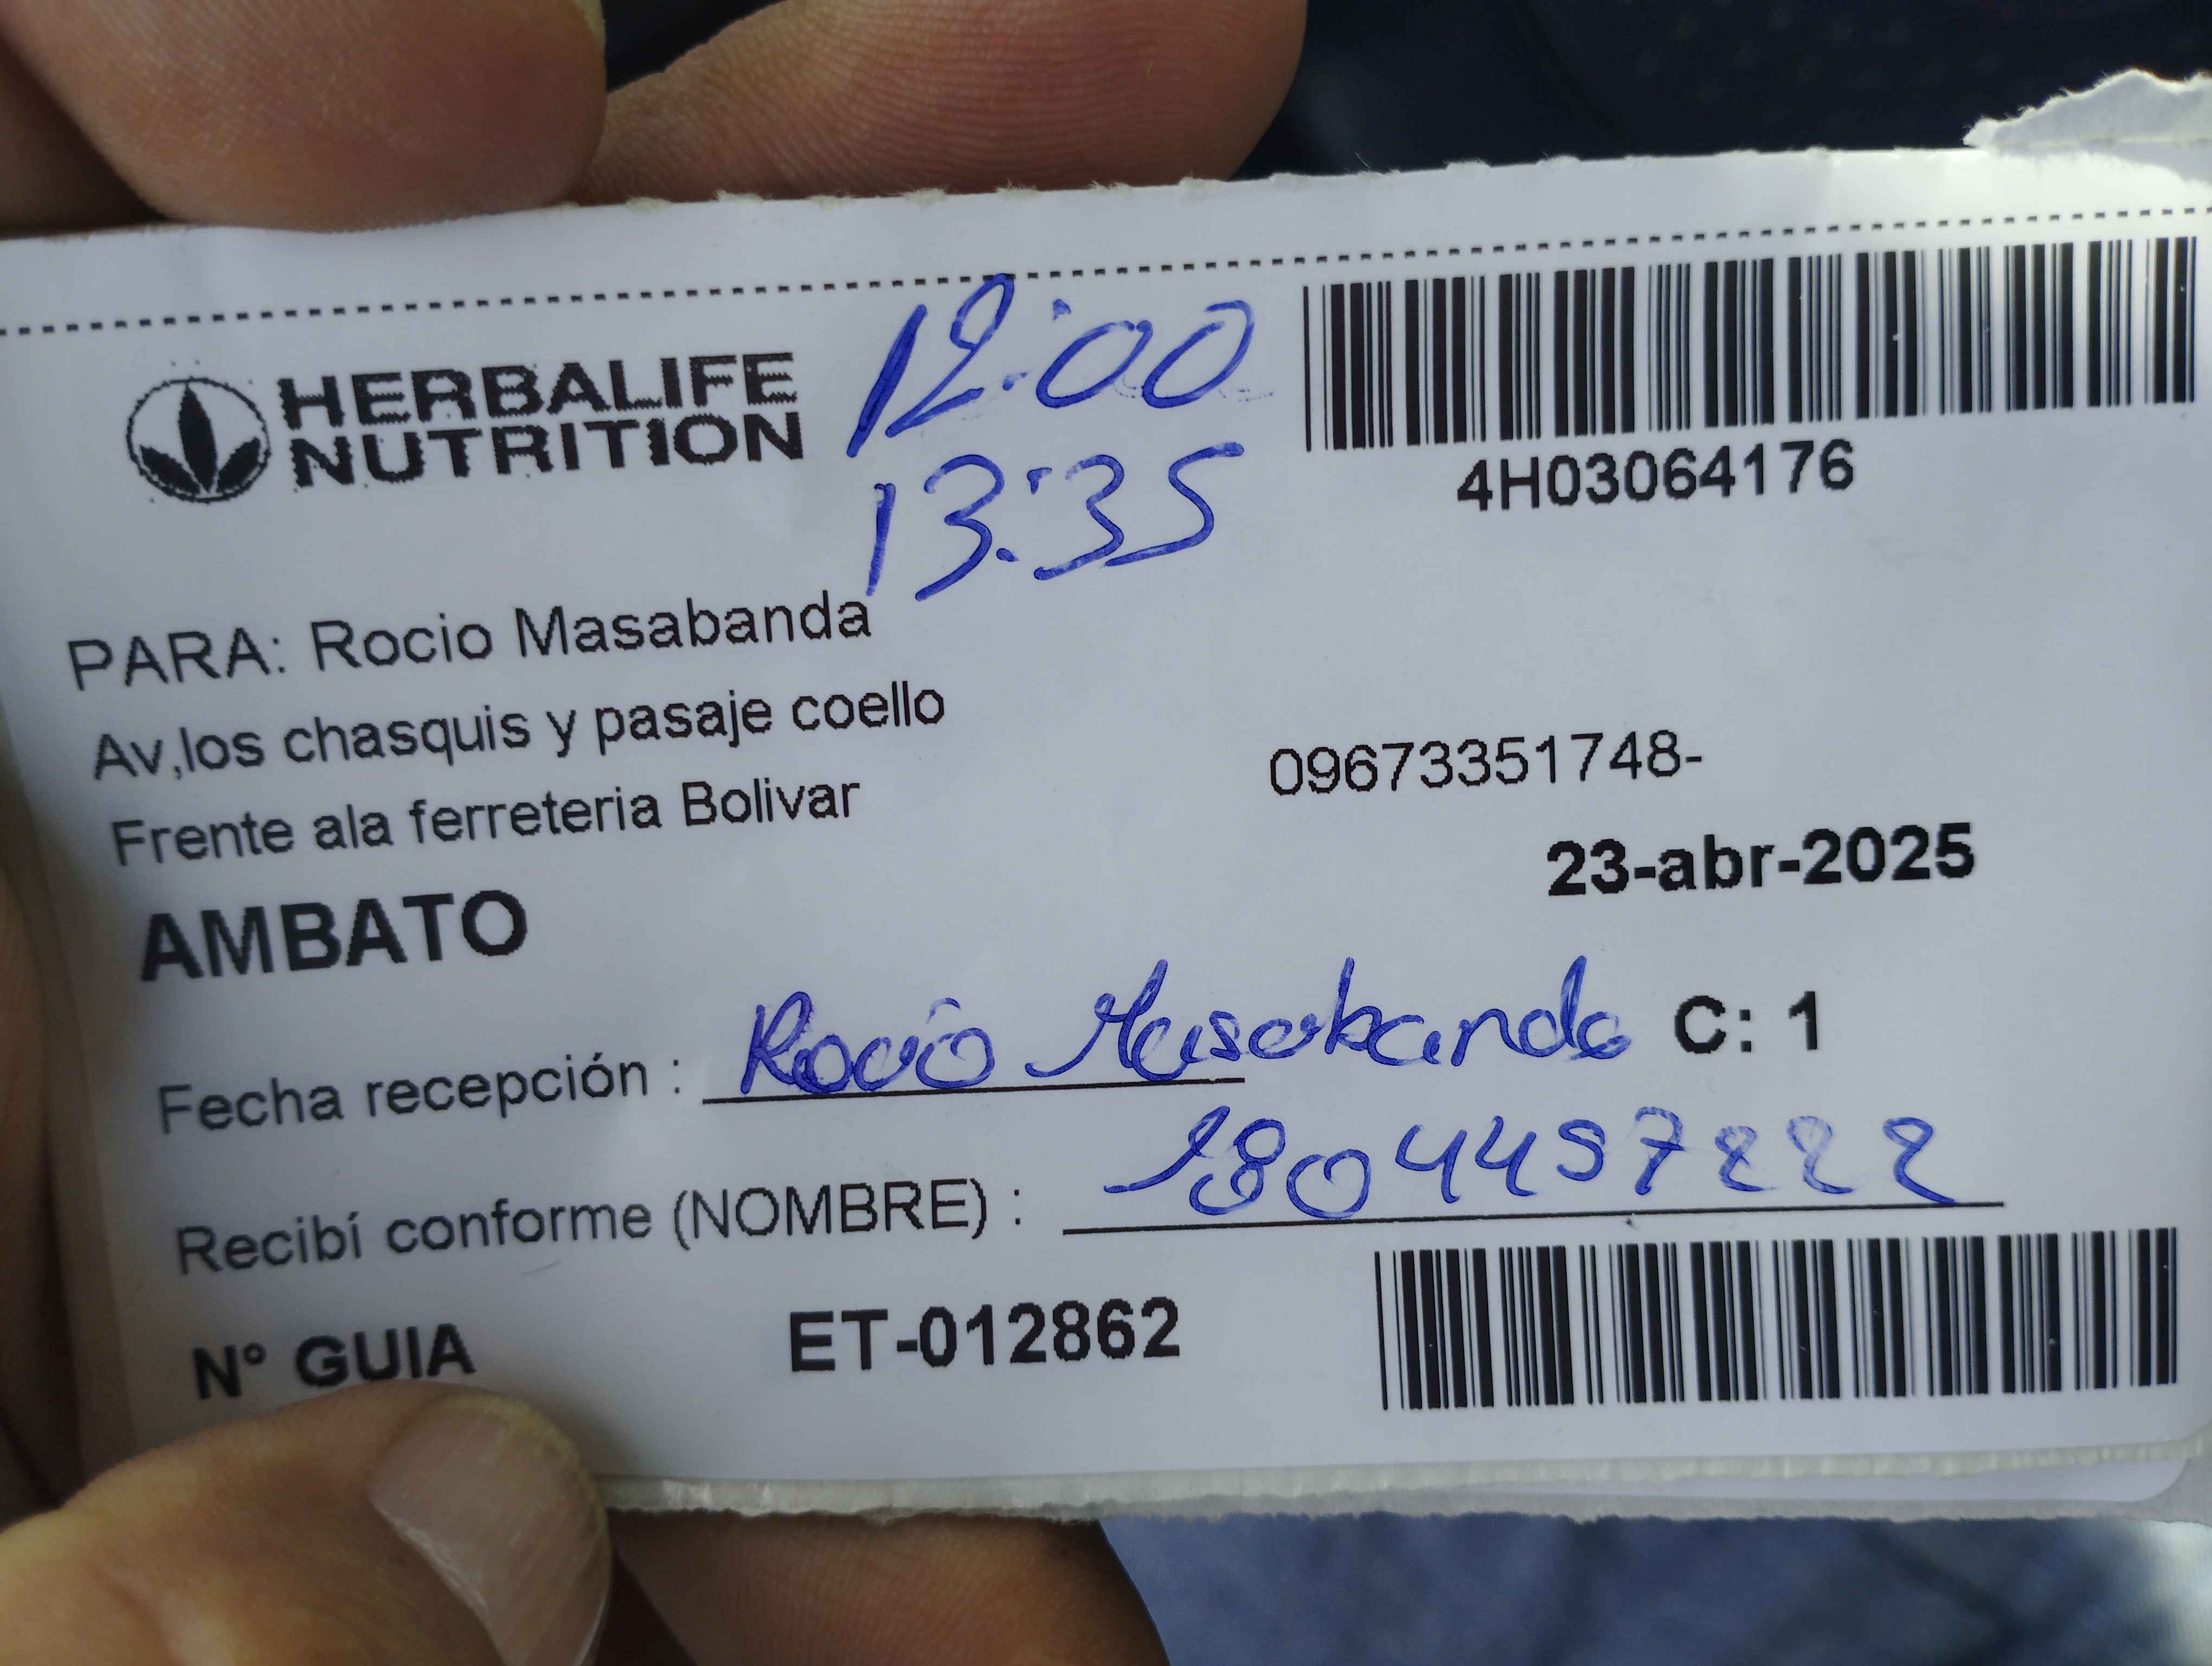 HERBALIFE
NUTRITION
12:00
13:35
4H03064176
PARA: Rocio Masabanda
Av,los chasquis y pasaje coello
Frente ala ferreteria Bolivar
09673351748-
23-abr-2025
AMBATO
Fecha recepción : Rocío Masabanda C: 1
Recibí conforme (NOMBRE) : 1804457222
N° GUIA ET-012862